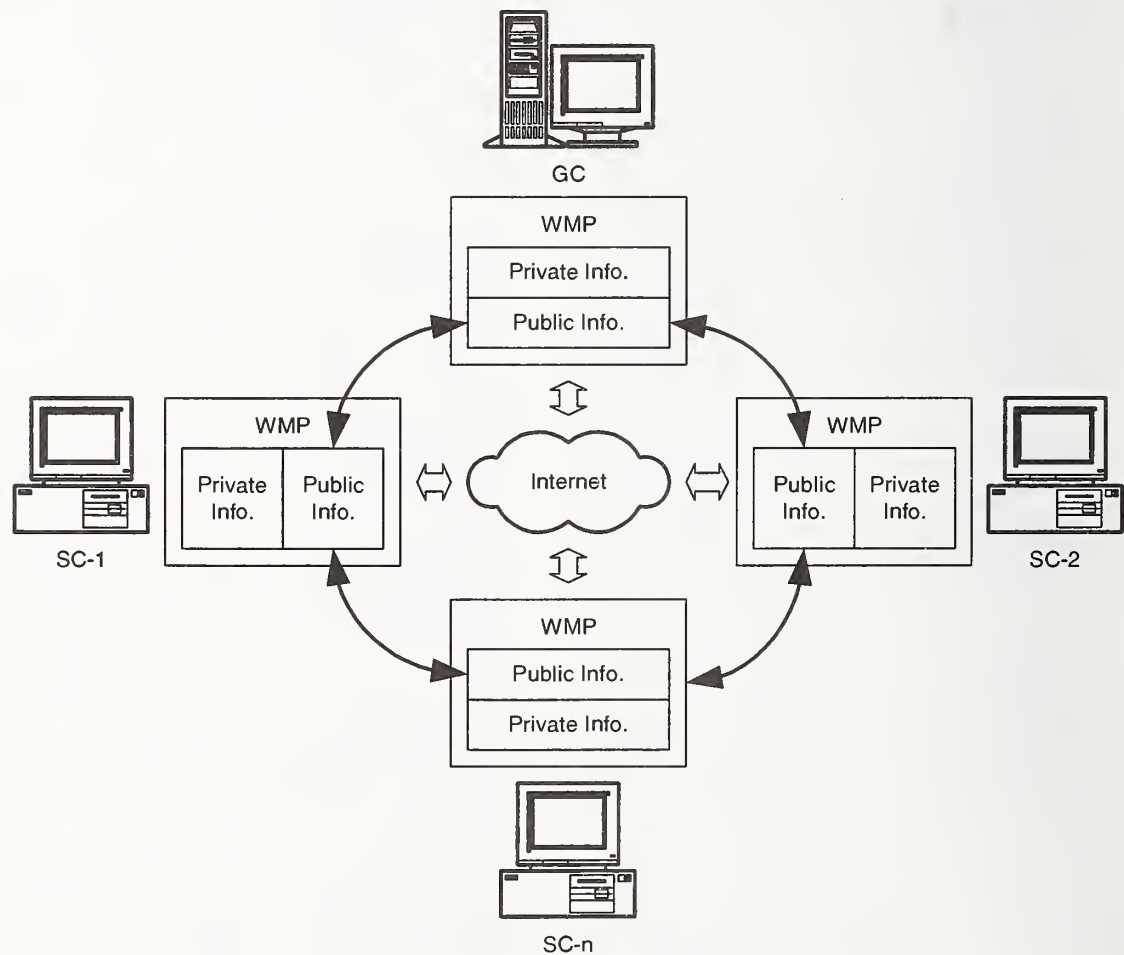 GC
WMP
Private Info.
Public Info.
SC-1
WMP
Private
Info.
Public
Info.
Internet
WMP
Public
Info.
Private
Info.
SC-2
WMP
Public Info.
Private Info.
SC-n